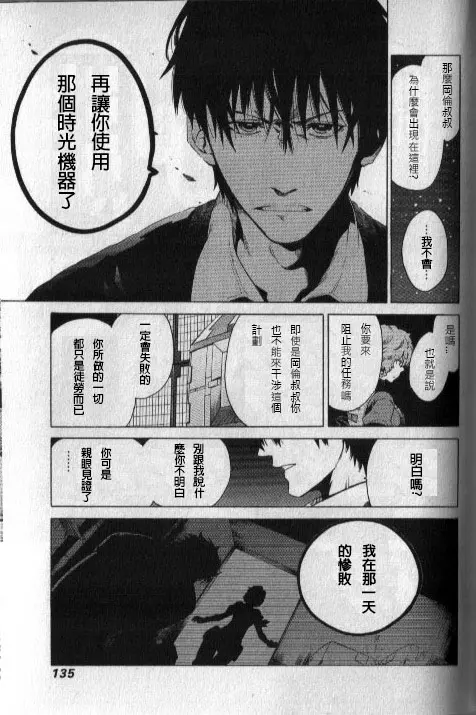 那麼岡倫叔叔
為什麼會出現在這裡?
……我不會……
再讓你使用
那個時光機器了
是嗎…
也就是說
你要來
阻止我的任務嗎
即使是岡倫叔叔你
也不能來干涉這個
計劃
一定會失敗的
你所做的一切
都只是徒勞而已
明白嗎?
別跟我說什
麼你不明白
你可是
親眼見證了
……
我在那一天
的慘敗
135